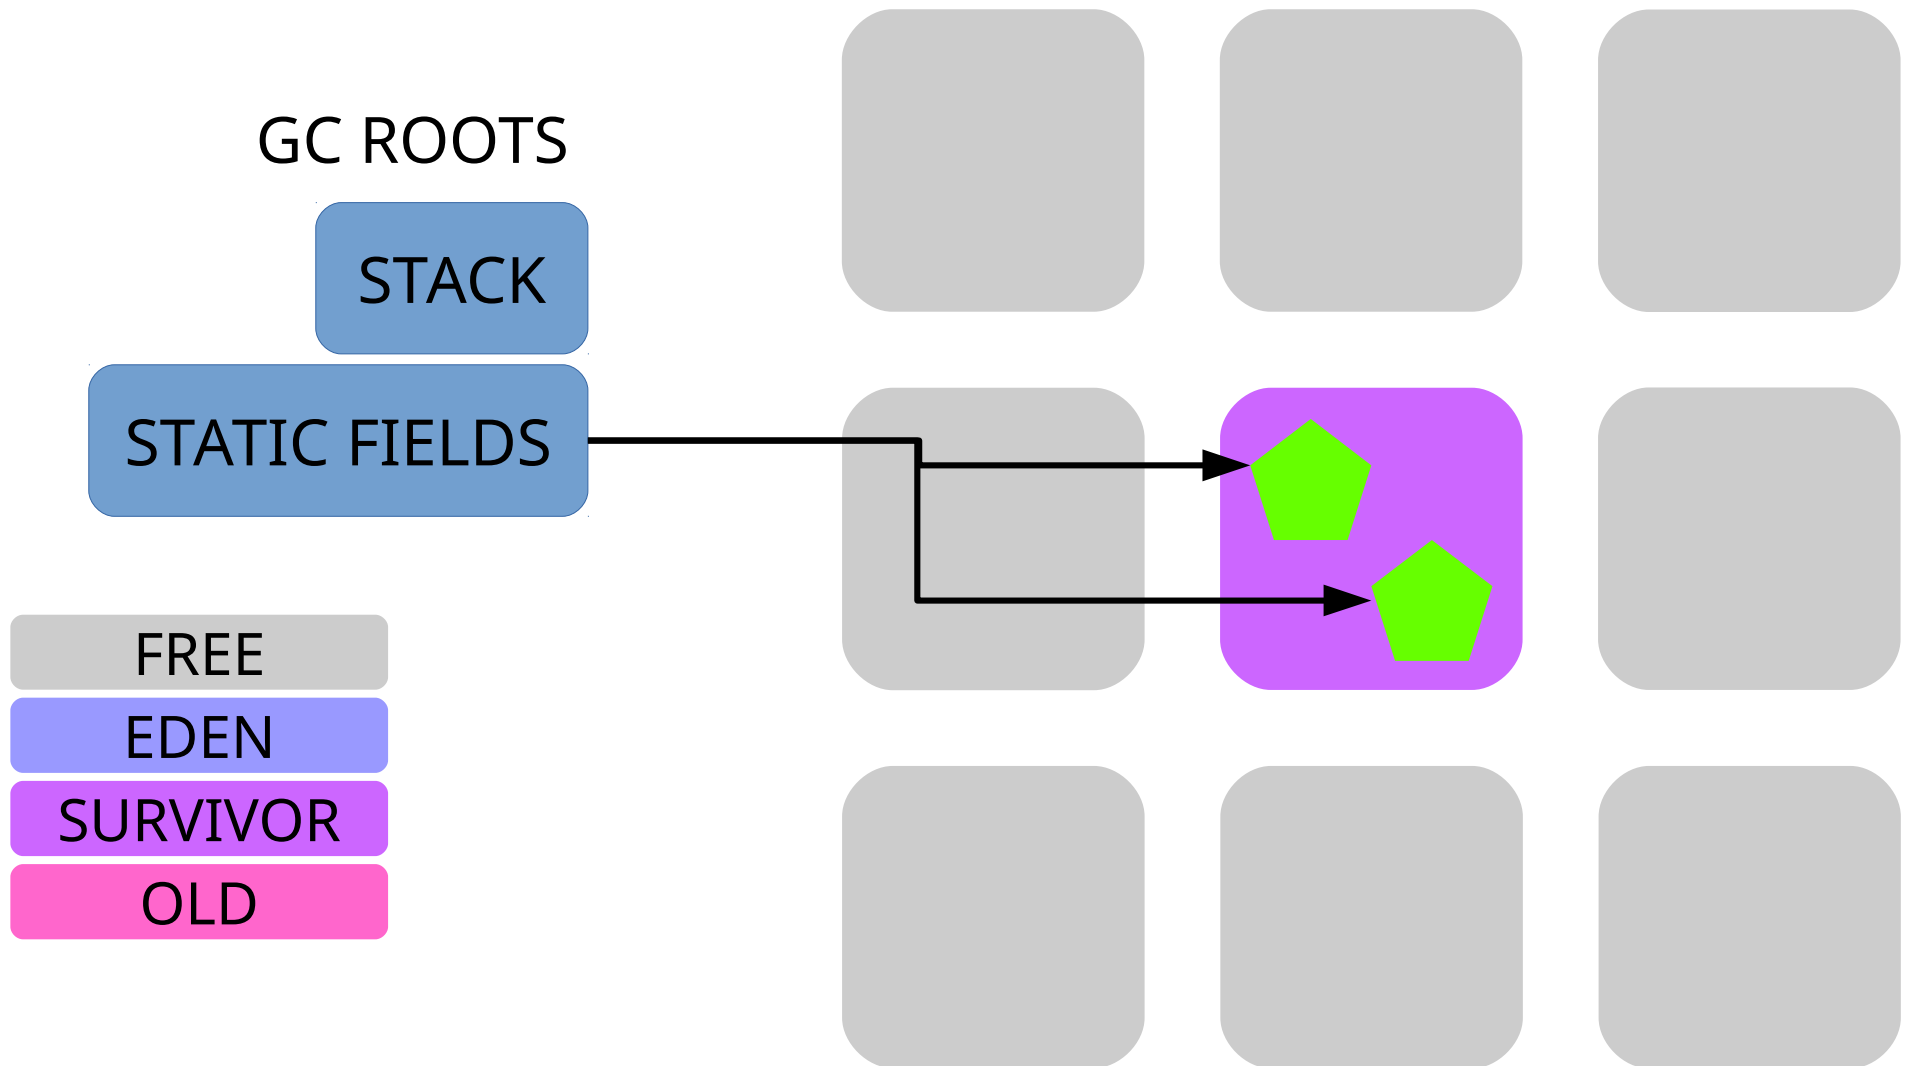 GC ROOTS
STACK
STATIC FIELDS
FREE
EDEN
SURVIVOR
OLD